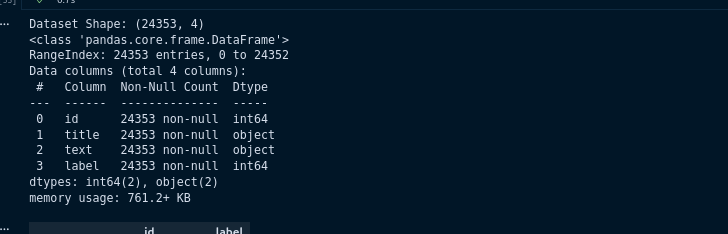 Dataset Shape: (24353, 4)
<class 'pandas.core.frame.DataFrame'>
RangeIndex: 24353 entries, 0 to 24352
Data columns (total 4 columns):
 #   Column  Non-Null Count  Dtype
---  ------  --------------  -----
 0   id      24353 non-null  int64
 1   title   24353 non-null  object
 2   text    24353 non-null  object
 3   label   24353 non-null  int64
dtypes: int64(2), object(2)
memory usage: 761.2+ KB
id label